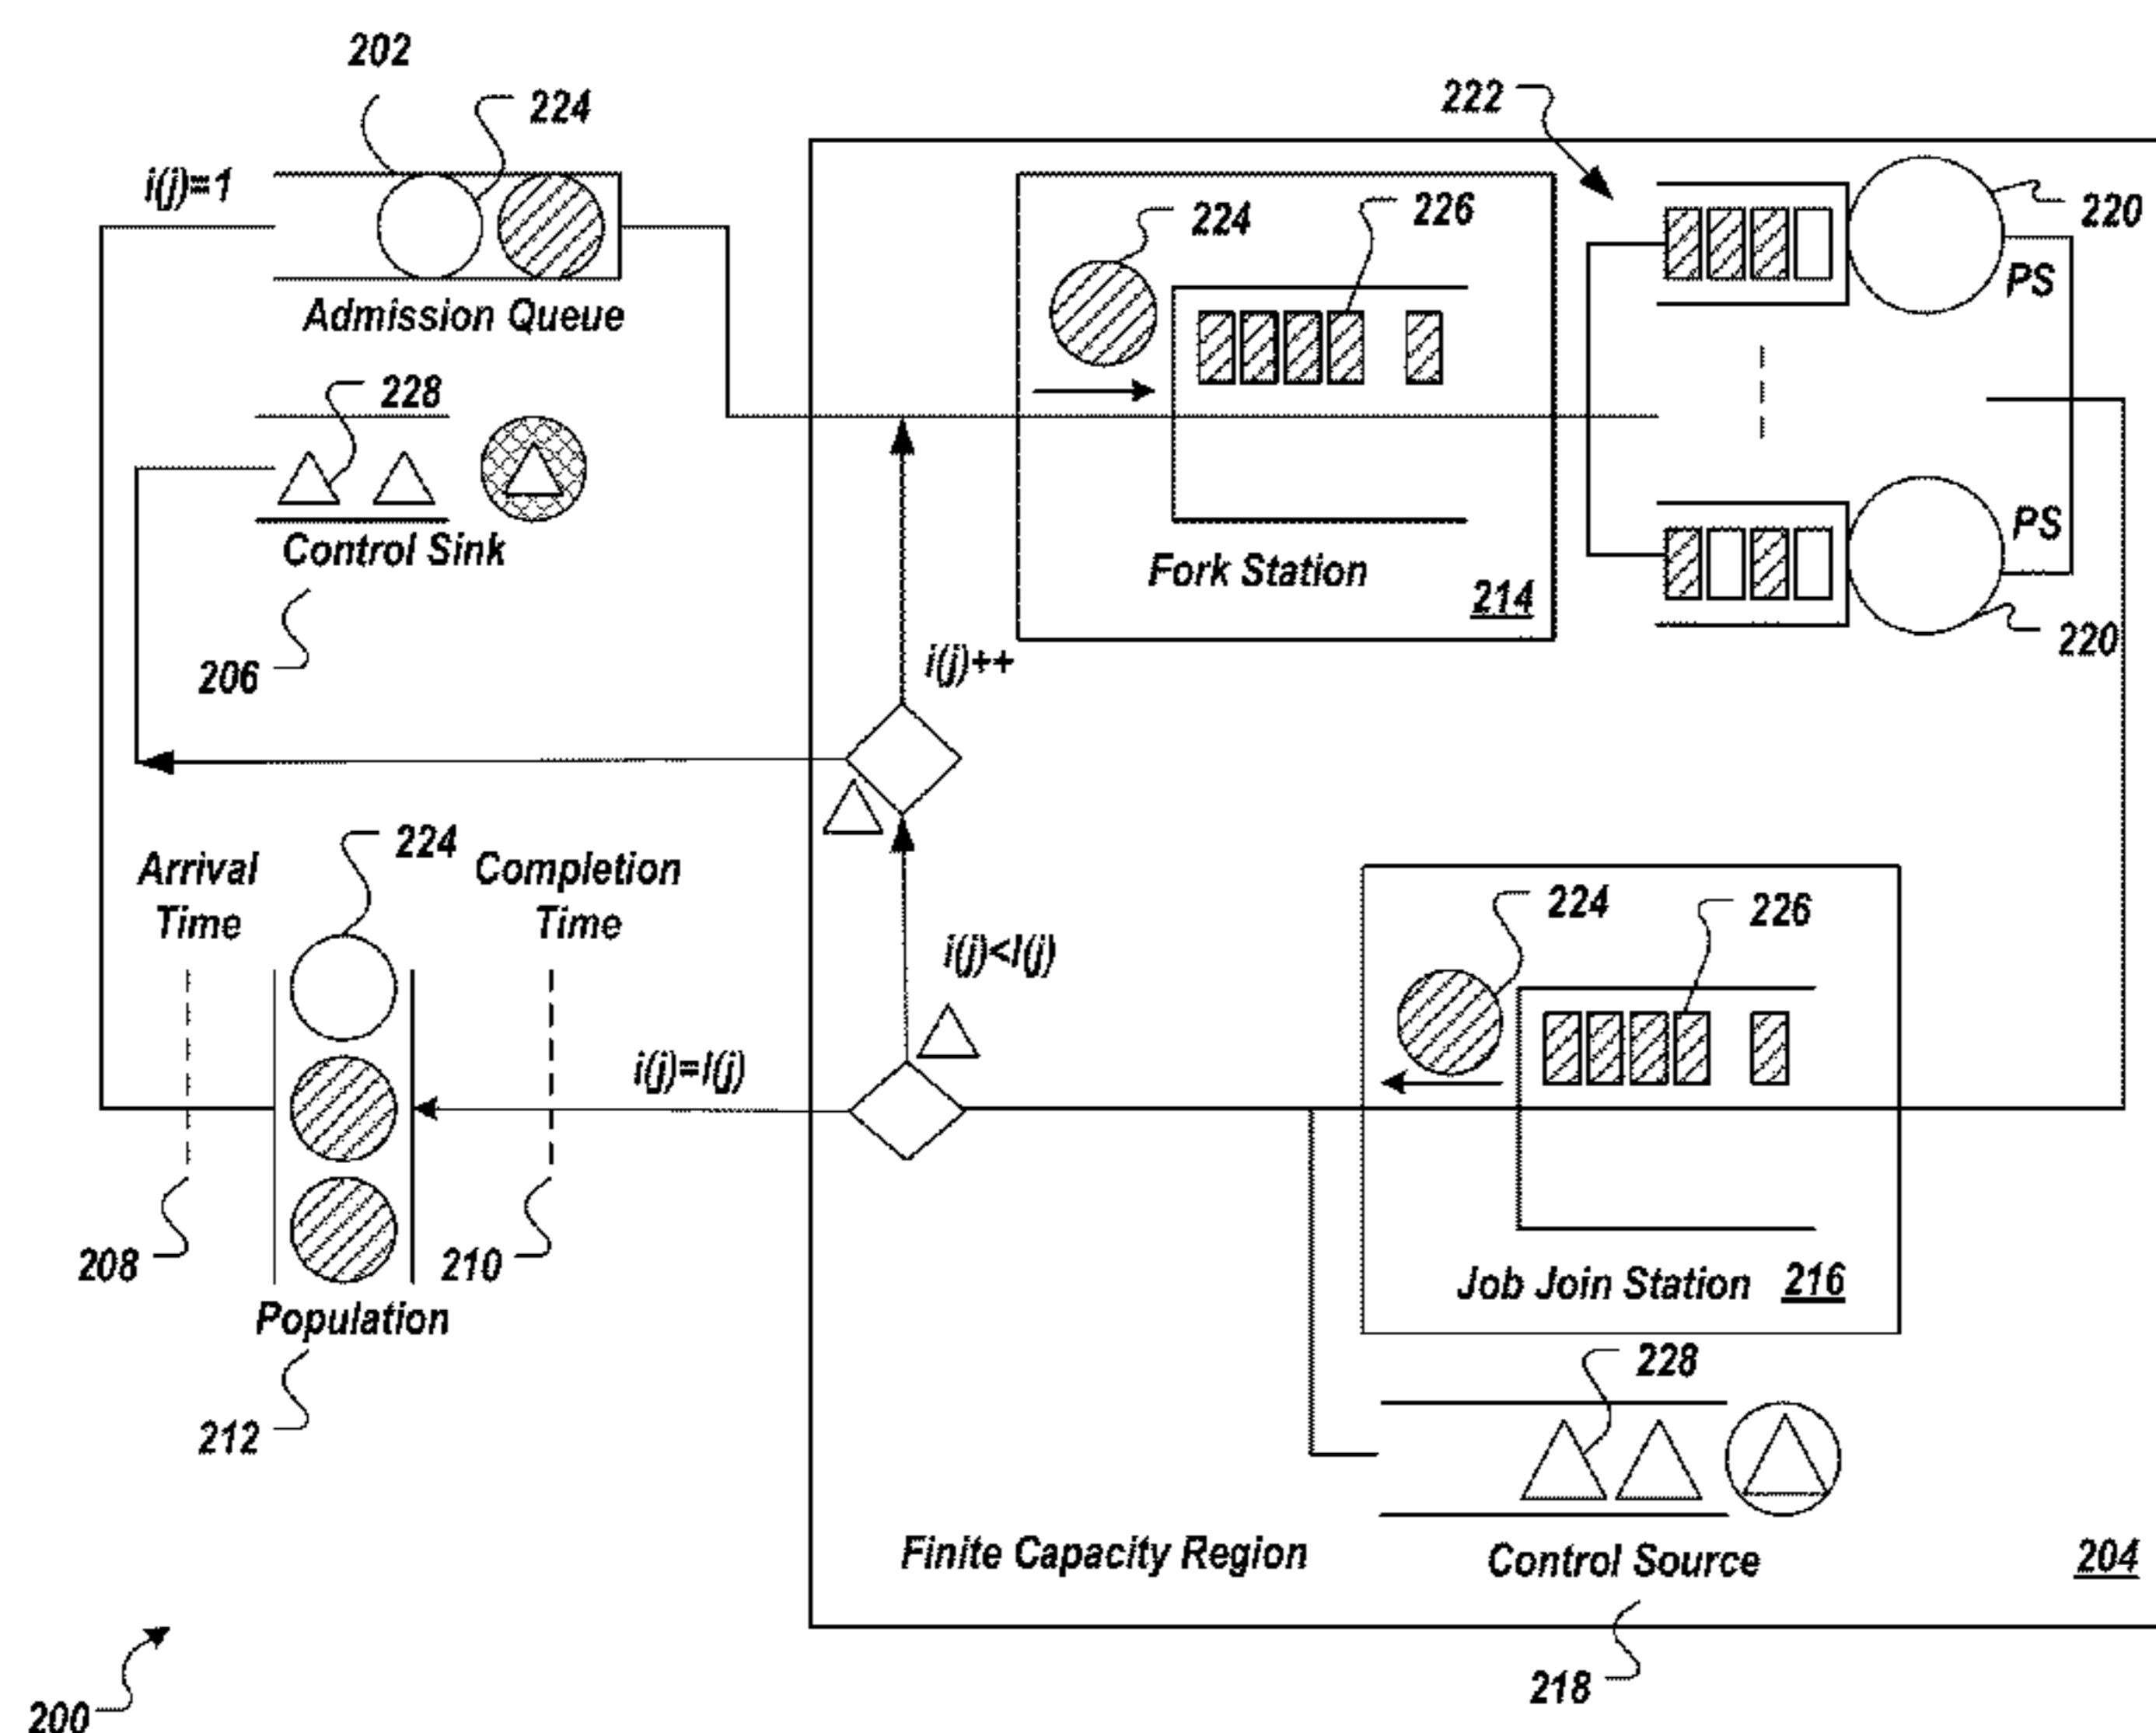 202
224
222
i(j)=1
224
226
220
PS
Admission Queue
228
Control Sink
Fork Station
214
PS
220
206
i(j)++
224
Arrival
Time
Completion
Time
i(j)<I(j)
224
226
i(j)=I(j)
208
210
Population
212
Job Join Station 216
228
Finite Capacity Region
Control Source
204
218
200